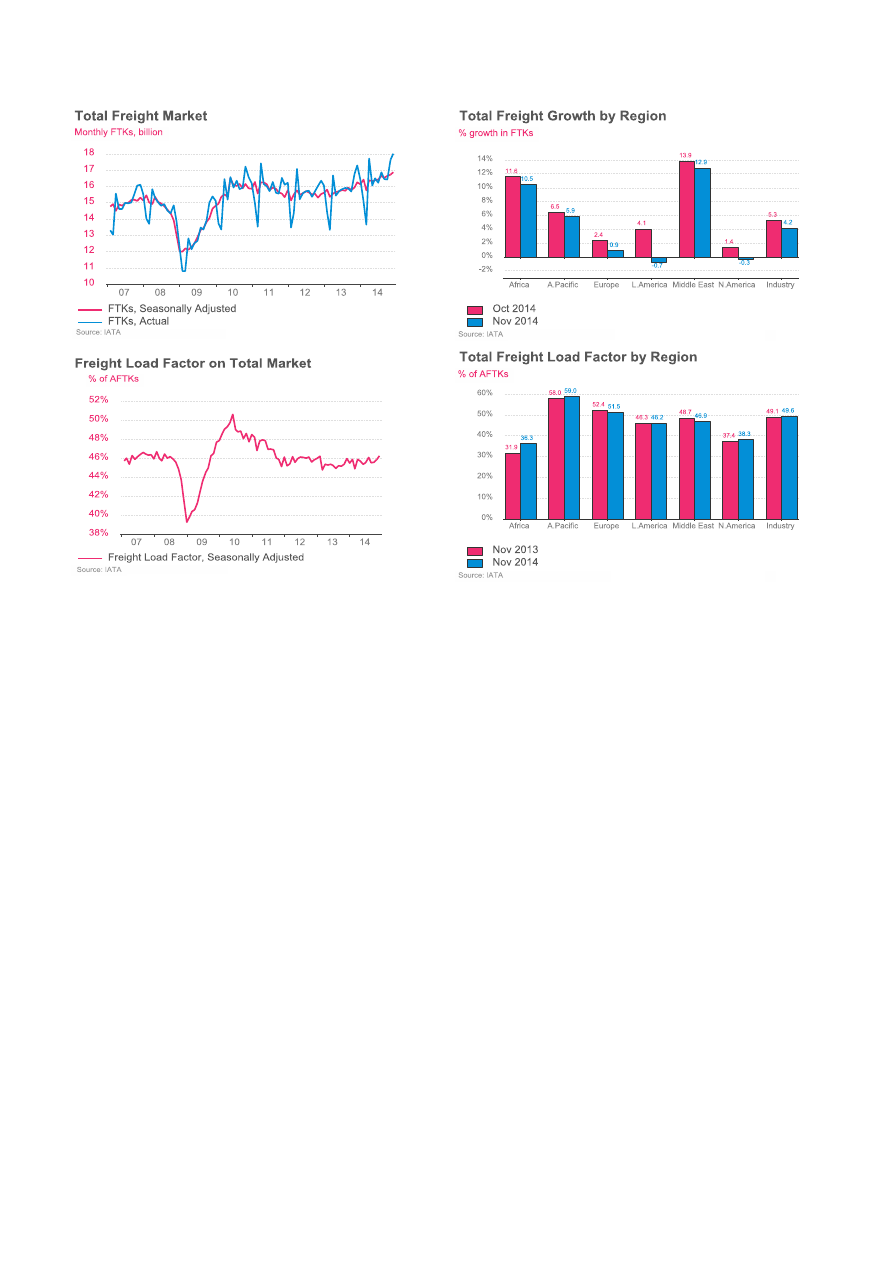 Total Freight Market
Monthly FTKs, billion
18
17
16
15
14
13
12
11
10
07 08 09 10 11 12 13 14
FTKs, Seasonally Adjusted
FTKs, Actual
Source: IATA
Total Freight Growth by Region
% growth in FTKs
14%
12%
10%
8%
6%
4%
2%
0%
-2%
11.6 10.5 6.5 5.9 2.4 0.9 4.1 -0.7 13.9 12.9 1.4 -0.3 5.3 4.2
Africa A.Pacific Europe L.America Middle East N.America Industry
Oct 2014
Nov 2014
Source: IATA
Freight Load Factor on Total Market
% of AFTKs
52%
50%
48%
46%
44%
42%
40%
38%
07 08 09 10 11 12 13 14
Freight Load Factor, Seasonally Adjusted
Source: IATA
Total Freight Load Factor by Region
% of AFTKs
60%
50%
40%
30%
20%
10%
0%
31.9 36.3 58.0 59.0 52.4 51.5 46.3 46.2 48.7 46.9 37.4 38.3 49.1 49.6
Africa A.Pacific Europe L.America Middle East N.America Industry
Nov 2013
Nov 2014
Source: IATA